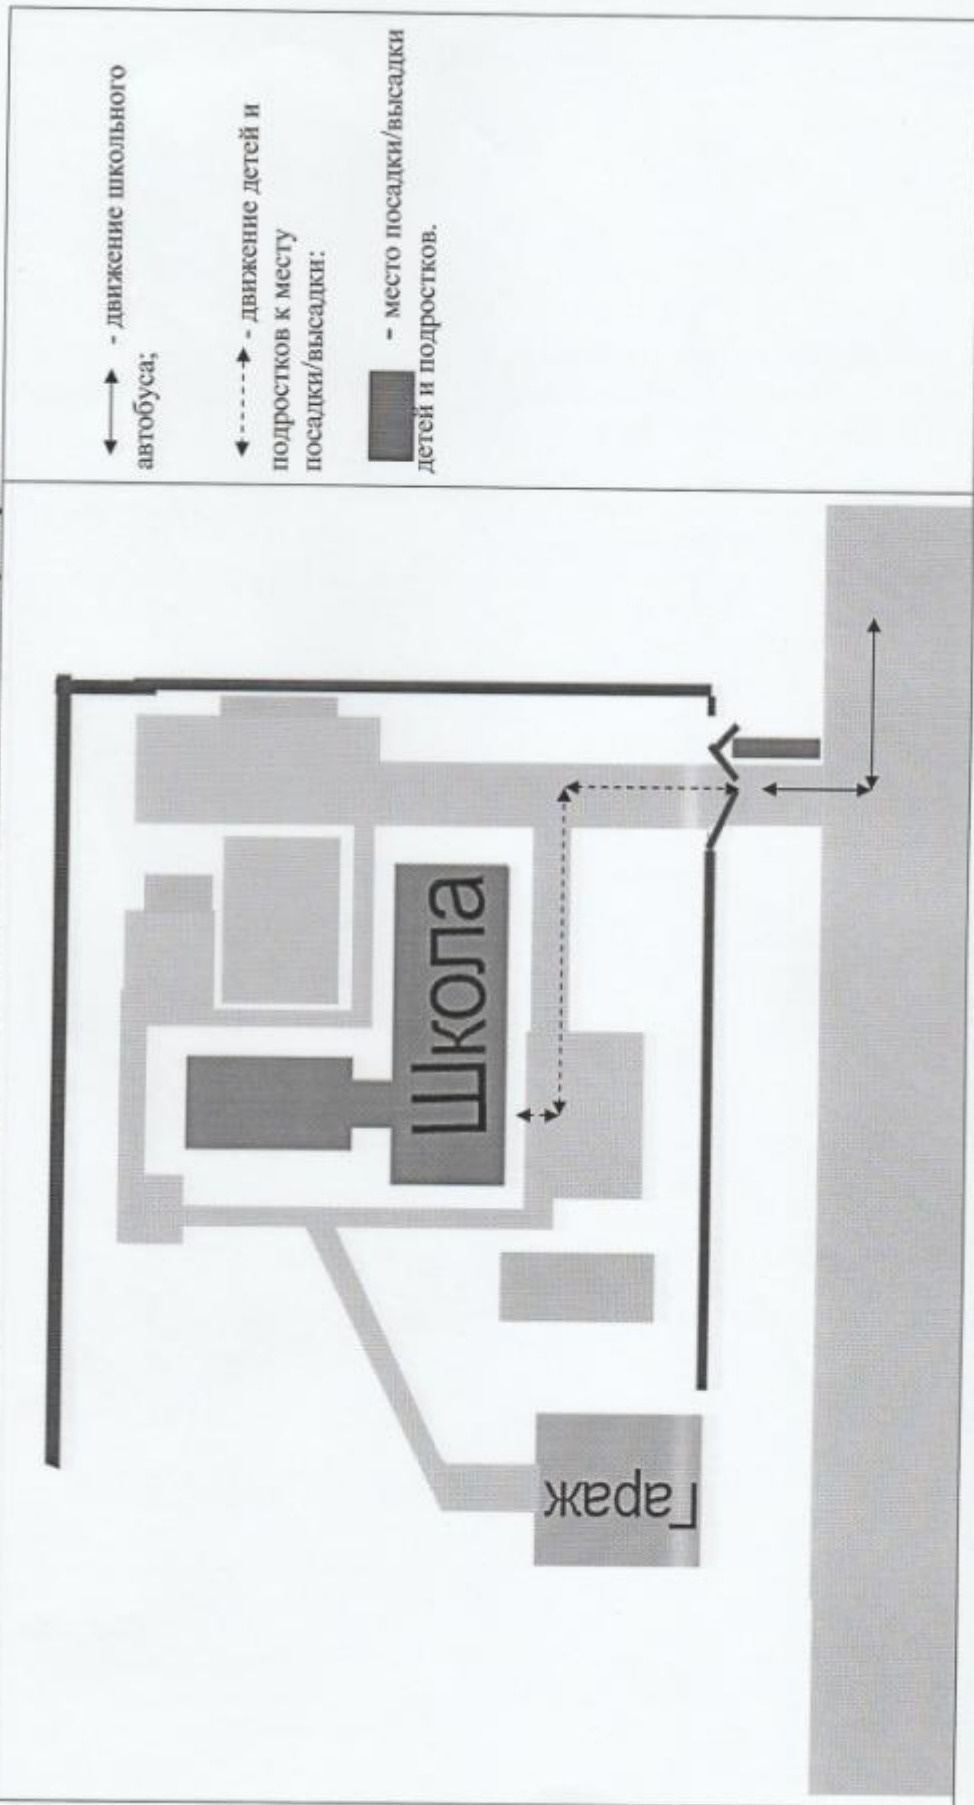 - движение школьного
автобуса;
- движение детей и
подростков к месту
посадки/высадки:
- место посадки/высадки
детей и подростков.
Школа
Гараж